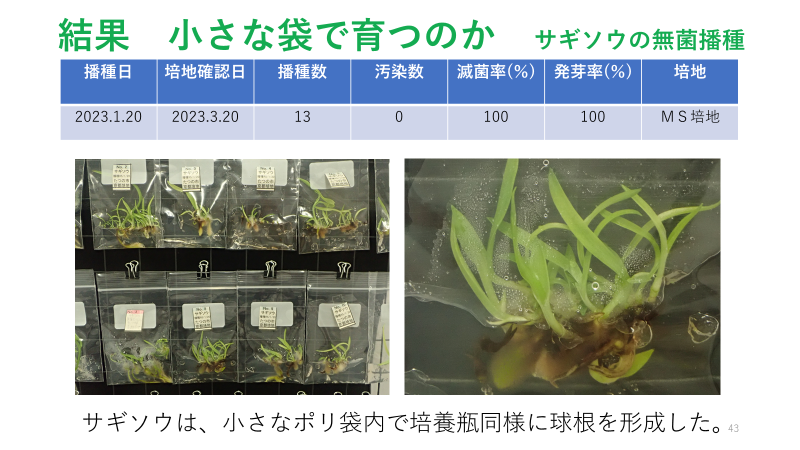 結果　小さな袋で育つのか　サギソウの無菌播種
播種日 培地確認日 播種数 汚染数 滅菌率(%) 発芽率(%) 培地
2023.1.20 2023.3.20 13 0 100 100 ＭＳ培地
サギソウは、小さなポリ袋内で培養瓶同様に球根を形成した。
43